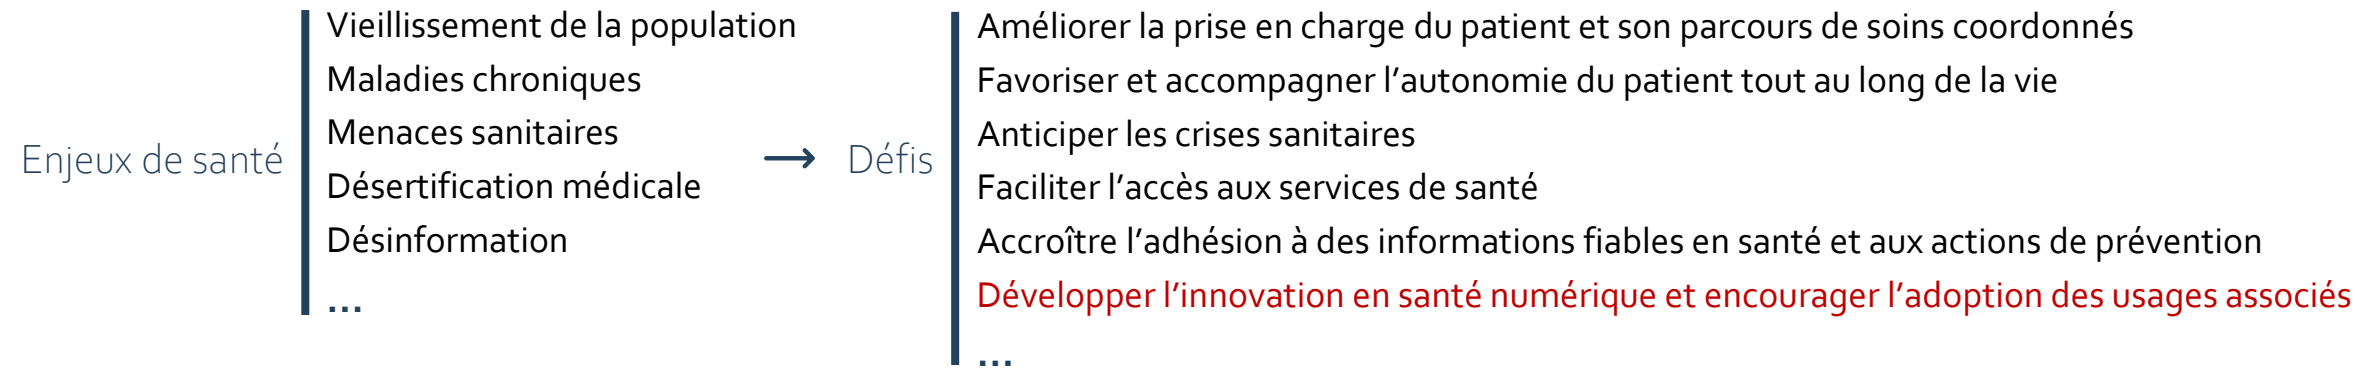 Enjeux de santé
Vieillissement de la population
Maladies chroniques
Menaces sanitaires
Désertification médicale
Désinformation
...
→
Défis
Améliorer la prise en charge du patient et son parcours de soins coordonnés
Favoriser et accompagner l’autonomie du patient tout au long de la vie
Anticiper les crises sanitaires
Faciliter l’accès aux services de santé
Accroître l’adhésion à des informations fiables en santé et aux actions de prévention
Développer l’innovation en santé numérique et encourager l’adoption des usages associés
...